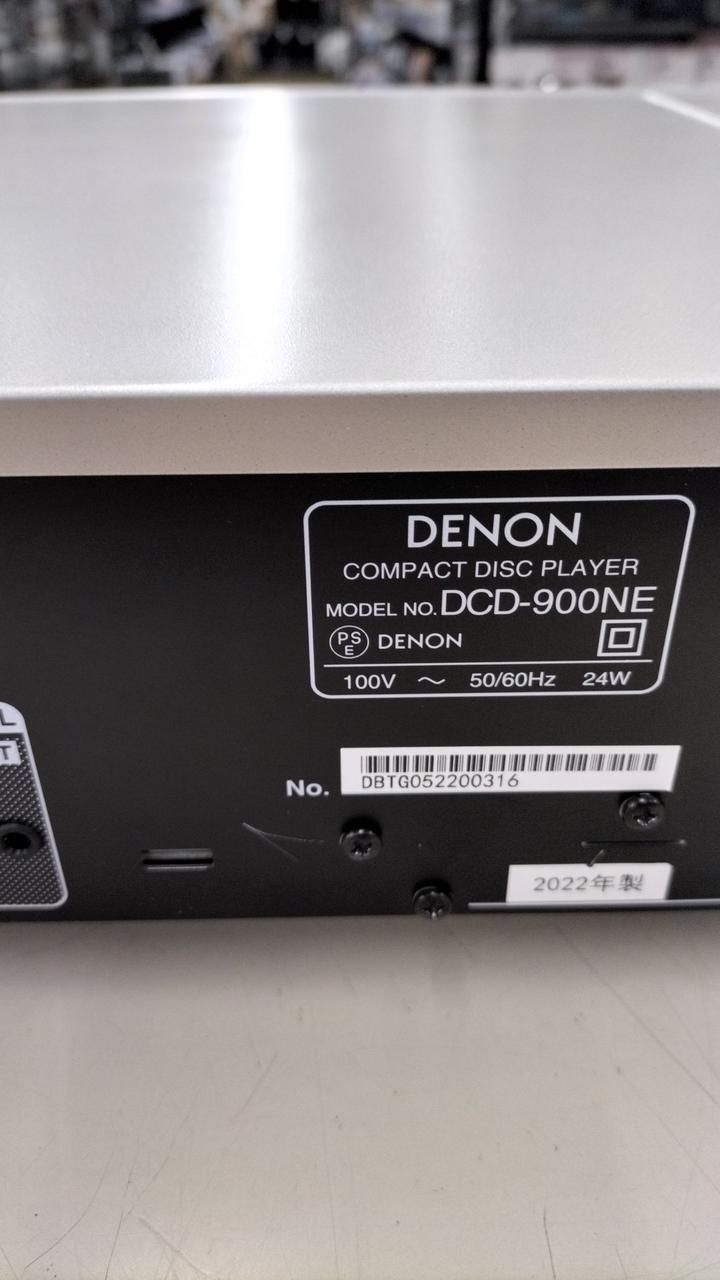 DENON
COMPACT DISC PLAYER
MODEL NO. DCD-900NE
PS
E
DENON
100V ～ 50/60Hz 24W
L
T
No.
DBTG052200316
2022年製